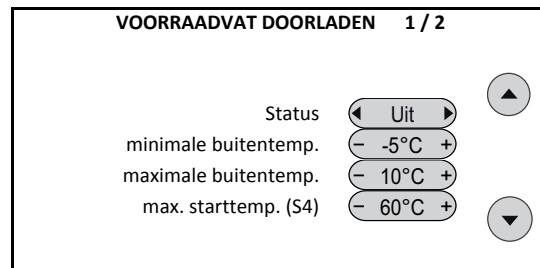 VOORRAADVAT DOORLADEN 1 / 2
Status Uit
minimale buitentemp. − -5°C +
maximale buitentemp. − 10°C +
max. starttemp. (S4) − 60°C +